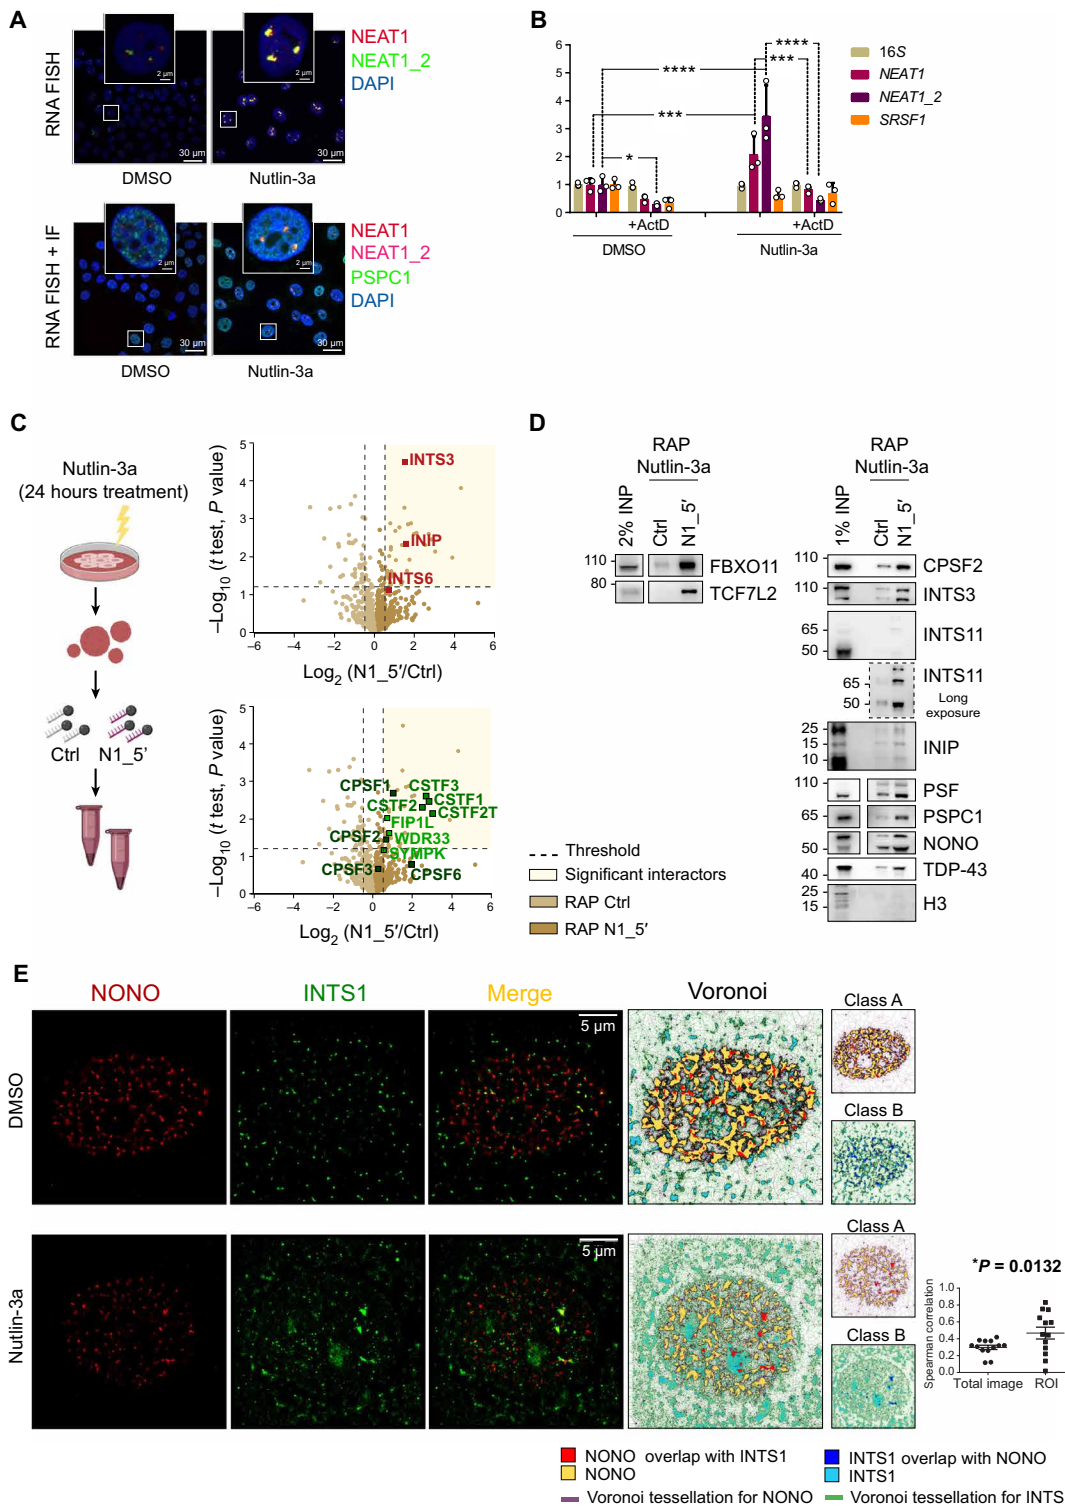 A
RNA FISH
2 µm
30 µm
DMSO
2 µm
30 µm
Nutlin-3a
NEAT1
NEAT1_2
DAPI
RNA FISH + IF
2 µm
30 µm
DMSO
2 µm
30 µm
Nutlin-3a
NEAT1
NEAT1_2
PSPC1
DAPI
B
6
5
4
3
2
1
0
****
***
*
****
***
+ActD
+ActD
DMSO
Nutlin-3a
16S
NEAT1
NEAT1_2
SRSF1
C
Nutlin-3a
(24 hours treatment)
Ctrl
N1_5′
–Log10 (t test, P value)
5
4
3
2
1
0
INTS3
INIP
INTS6
−6 −4 −2 0 2 4 6
Log2 (N1_5′/Ctrl)
–Log10 (t test, P value)
5
4
3
2
1
0
CPSF1
CSTF3
CSTF2
CSTF1
CSTF2T
FIP1L
CPSF2
WDR33
SYMPK
CPSF3
CPSF6
−6 −4 −2 0 2 4 6
Log2 (N1_5′/Ctrl)
Threshold
Significant interactors
RAP Ctrl
RAP N1_5′
D
RAP
Nutlin-3a
2% INP
Ctrl
N1_5′
110
FBXO11
80
TCF7L2
RAP
Nutlin-3a
1% INP
Ctrl
N1_5′
110
CPSF2
110
INTS3
65
INTS11
50
INTS11
65
50
Long
exposure
25
15
INIP
10
PSF
65
PSPC1
50
NONO
40
TDP-43
25
15
H3
E
NONO
INTS1
Merge
Voronoi
DMSO
5 µm
Class A
Class B
Nutlin-3a
5 µm
Class A
Class B
*P = 0.0132
Spearman correlation
1.0
0.8
0.6
0.4
0.2
0.0
Total image
ROI
NONO overlap with INTS1
NONO
Voronoi tessellation for NONO
INTS1 overlap with NONO
INTS1
Voronoi tessellation for INTS